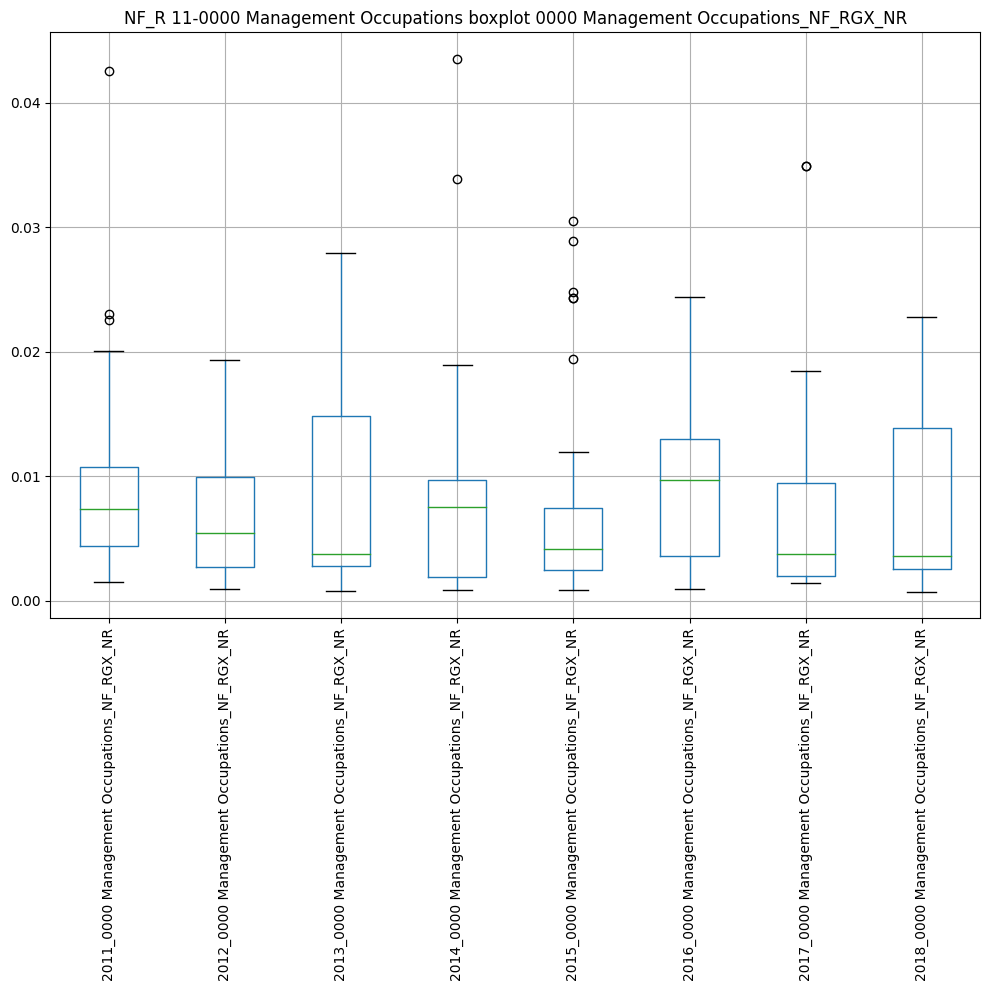 NF_R 11-0000 Management Occupations boxplot 0000 Management Occupations_NF_RGX_NR
0.04
0.03
0.02
0.01
0.00
2011_0000 Management Occupations_NF_RGX_NR
2012_0000 Management Occupations_NF_RGX_NR
2013_0000 Management Occupations_NF_RGX_NR
2014_0000 Management Occupations_NF_RGX_NR
2015_0000 Management Occupations_NF_RGX_NR
2016_0000 Management Occupations_NF_RGX_NR
2017_0000 Management Occupations_NF_RGX_NR
2018_0000 Management Occupations_NF_RGX_NR